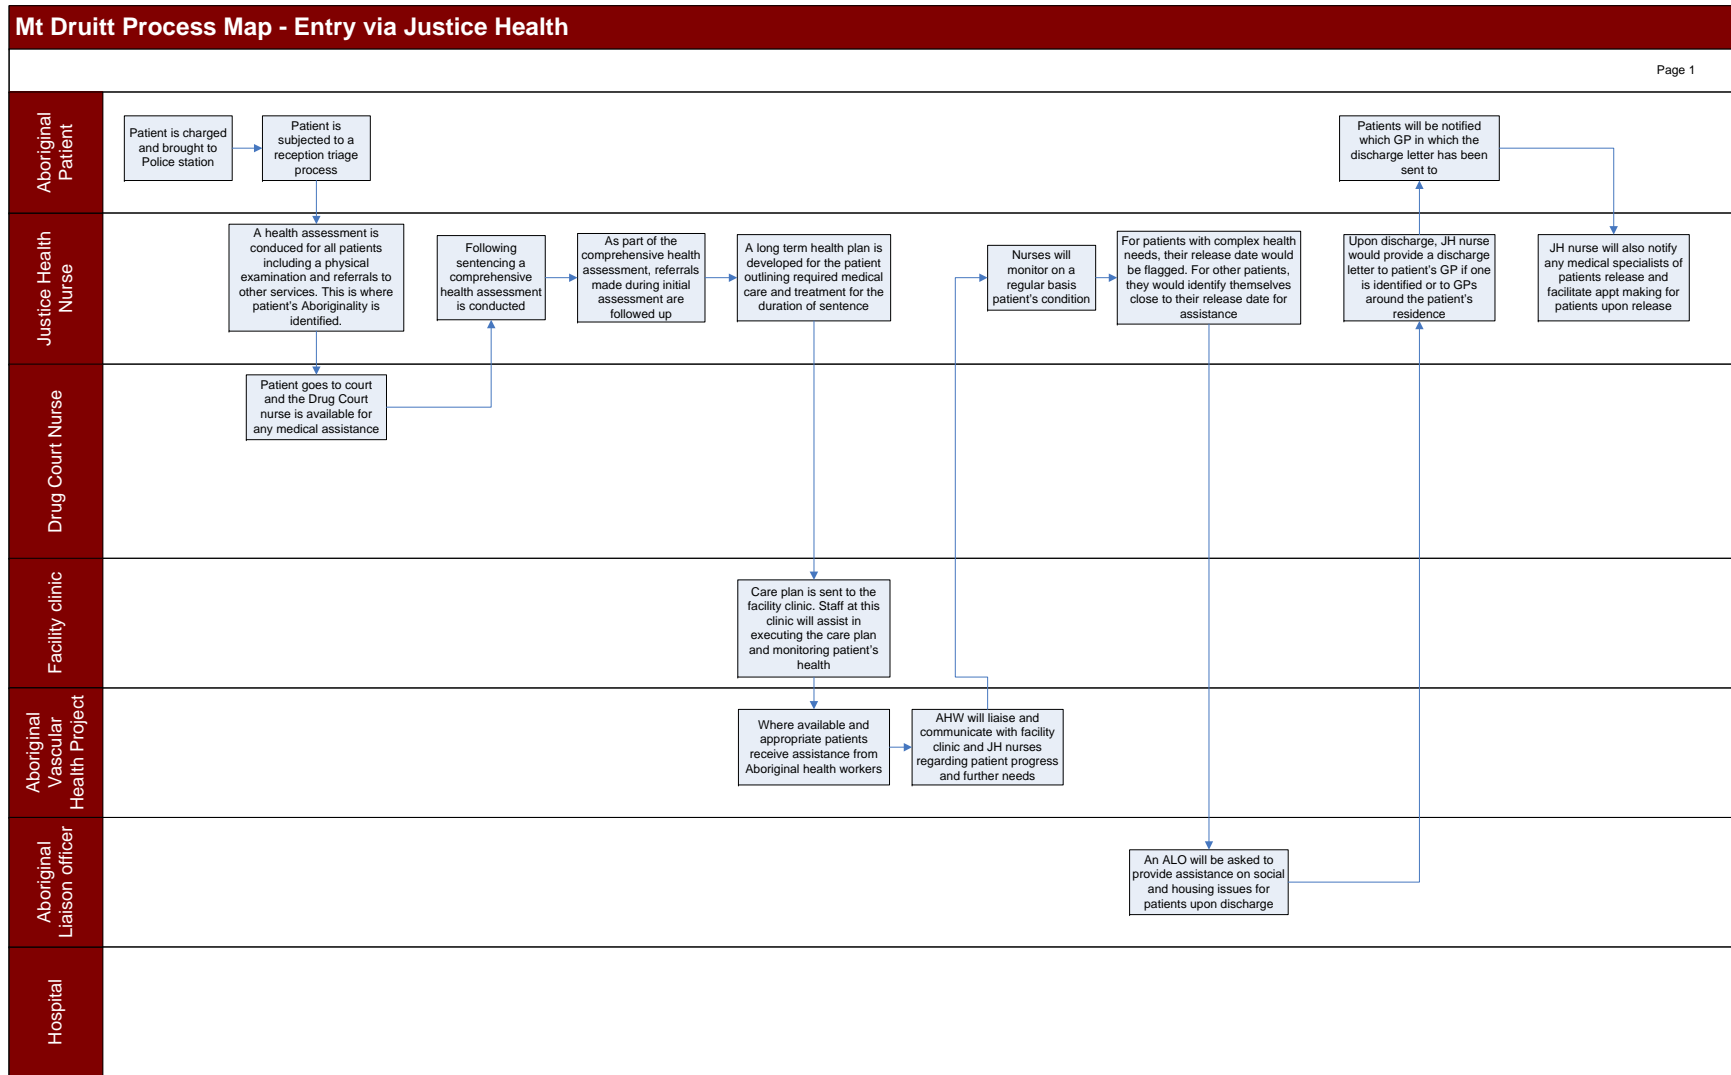 Mt Druitt Process Map - Entry via Justice Health
Page 1
Aboriginal
Patient
Patient is charged
and brought to
Police station
Patient is
subjected to a
reception triage
process
Patients will be notified
which GP in which the
discharge letter has been
sent to
Justice Health
Nurse
A health assessment is
conduced for all patients
including a physical
examination and referrals to
other services. This is where
patient's Aboriginality is
identified.
Following
sentencing a
comprehensive
health assessment
is conducted
As part of the
comprehensive health
assessment, referrals
made during initial
assessment are
followed up
A long term health plan is
developed for the patient
outlining required medical
care and treatment for the
duration of sentence
Nurses will
monitor on a
regular basis
patient's condition
For patients with complex health
needs, their release date would
be flagged. For other patients,
they would identify themselves
close to their release date for
assistance
Upon discharge, JH nurse
would provide a discharge
letter to patient's GP if one
is identified or to GPs
around the patient's
residence
JH nurse will also notify
any medical specialists of
patients release and
facilitate appt making for
patients upon release
Drug Court Nurse
Patient goes to court
and the Drug Court
nurse is available for
any medical assistance
Facility clinic
Care plan is sent to the
facility clinic. Staff at this
clinic will assist in
executing the care plan
and monitoring patient's
health
Aboriginal
Vascular
Health Project
Where available and
appropriate patients
receive assistance from
Aboriginal health workers
AHW will liaise and
communicate with facility
clinic and JH nurses
regarding patient progress
and further needs
Aboriginal
Liaison officer
An ALO will be asked to
provide assistance on social
and housing issues for
patients upon discharge
Hospital